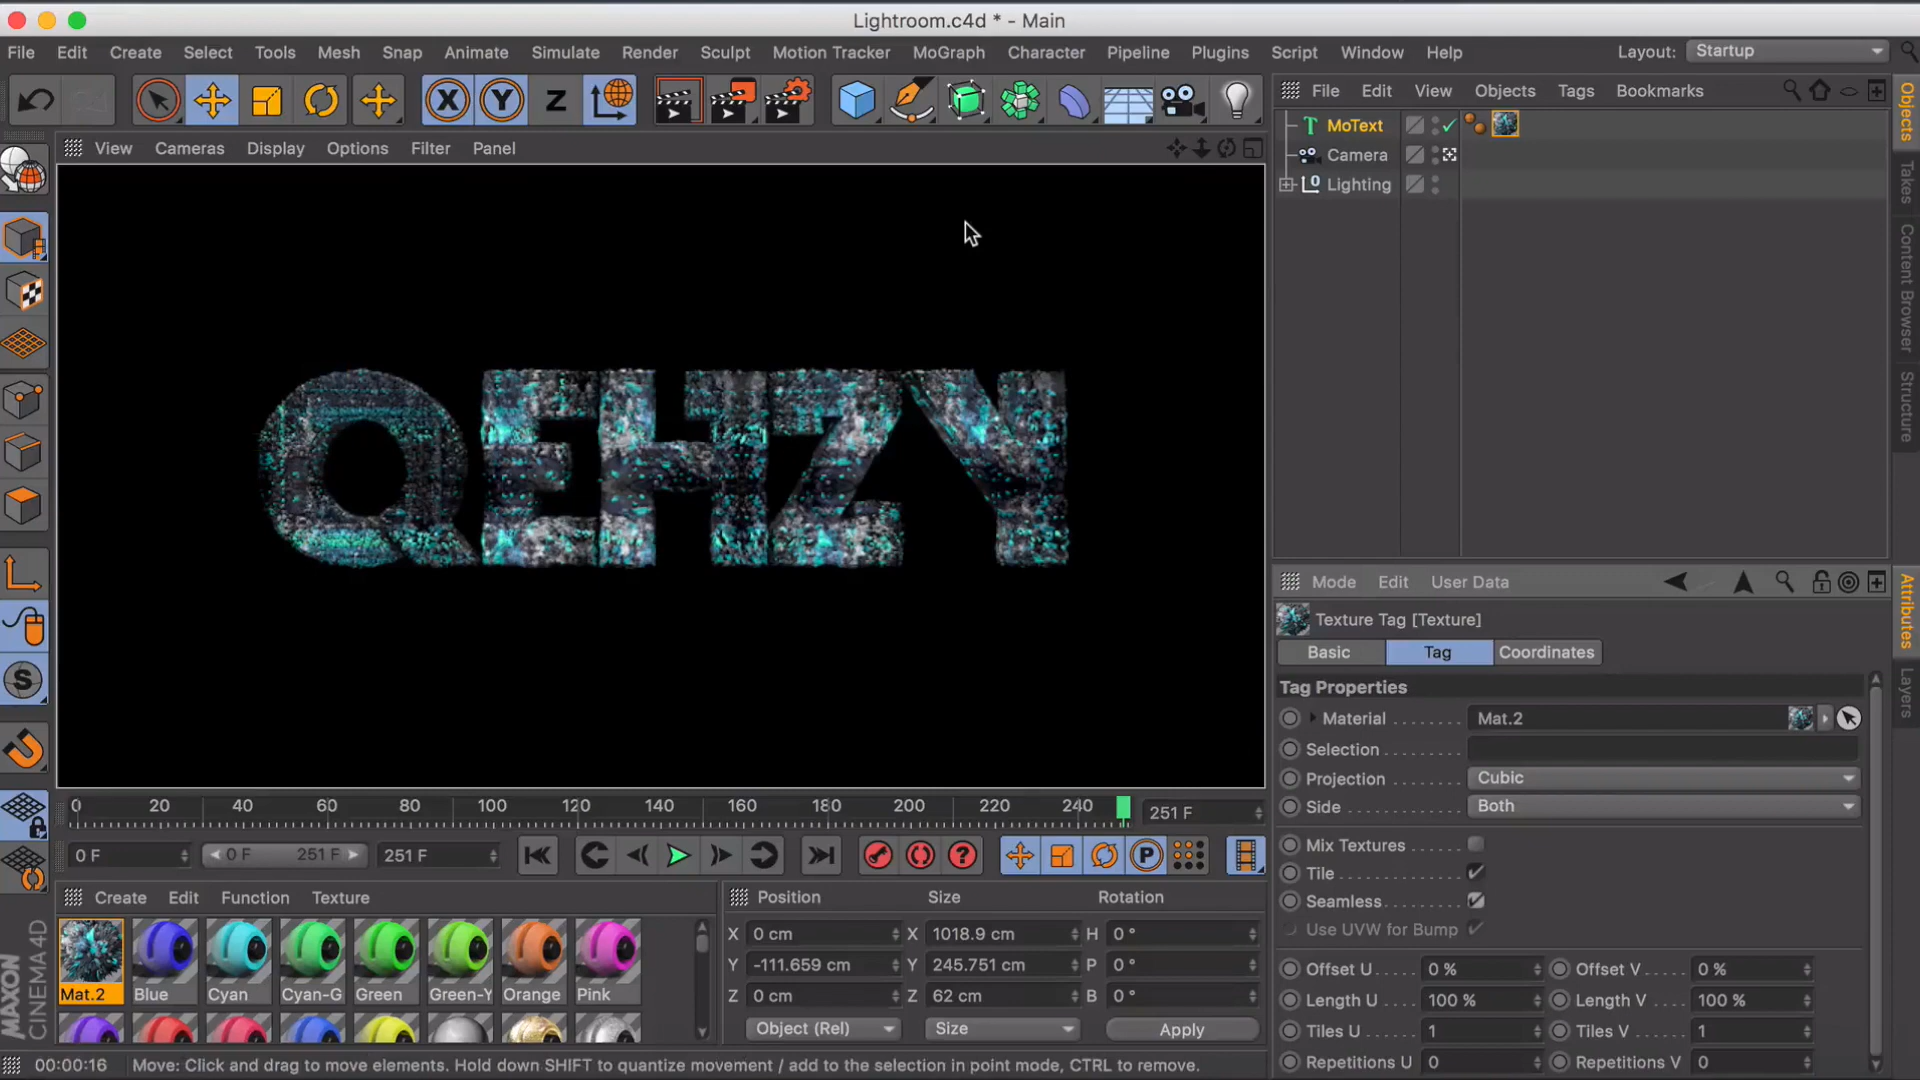 Lightroom.c4d * - Main
File Edit Create Select Tools Mesh Snap Animate Simulate Render Sculpt Motion Tracker MoGraph Character Pipeline Plugins Script Window Help Layout: Startup
X Y Z
File Edit View Objects Tags Bookmarks
View Cameras Display Options Filter Panel
MoText
Camera
Lighting
Objects
Takes
Content Browser
Structure
QEHZY
Mode Edit User Data
Texture Tag [Texture]
Basic Tag Coordinates
Tag Properties
Material Mat.2
Selection
Projection Cubic
Side Both
Mix Textures
Tile
Seamless
Use UVW for Bump
Offset U 0 % Offset V 0 %
Length U 100 % Length V 100 %
Tiles U 1 Tiles V 1
Repetitions U 0 Repetitions V 0
Attributes
Layers
0 20 40 60 80 100 120 140 160 180 200 220 240 251 F
0 F 0 F 251 F 251 F
Create Edit Function Texture
Mat.2 Blue Cyan Cyan-G Green Green-Y Orange Pink
Position Size Rotation
X 0 cm X 1018.9 cm H 0 °
Y -111.659 cm Y 245.751 cm P 0 °
Z 0 cm Z 62 cm B 0 °
Object (Rel) Size Apply
MAXON
CINEMA 4D
00:00:16 Move: Click and drag to move elements. Hold down SHIFT to quantize movement / add to the selection in point mode, CTRL to remove.